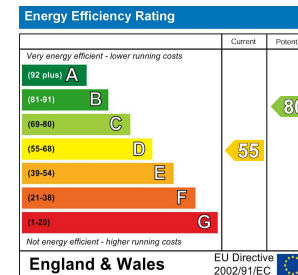 Energy Efficiency Rating
Current
Very energy efficient - lower running costs
(92 plus) A
(81-91) B
(69-80) C
(55-68) D
55
(39-54) E
(21-38) F
(1-20) G
Not energy efficient - higher running costs
England & Wales
EU Directive
2002/91/EC